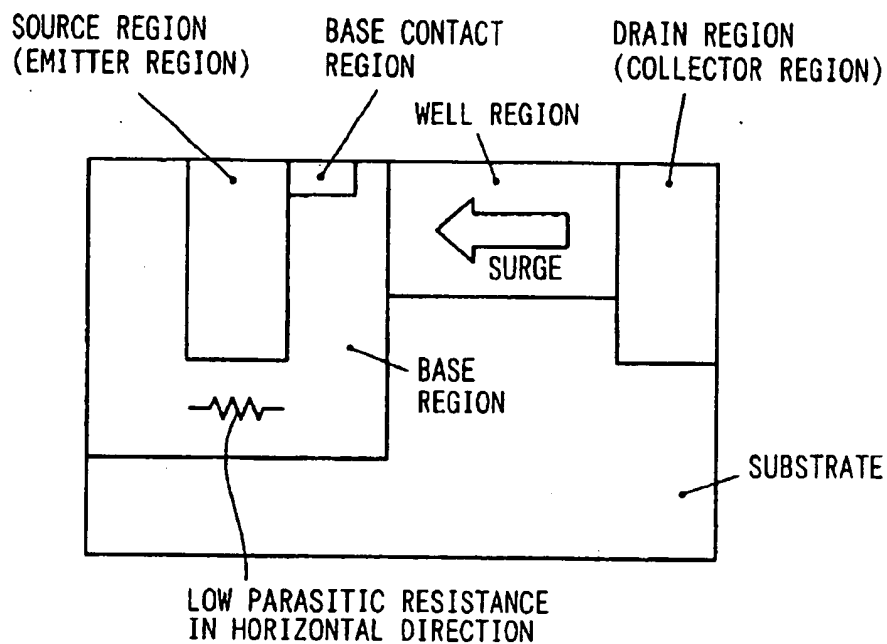 SOURCE REGION
(EMITTER REGION)
BASE CONTACT
REGION
DRAIN REGION
(COLLECTOR REGION)
WELL REGION
SURGE
BASE
REGION
SUBSTRATE
LOW PARASITIC RESISTANCE
IN HORIZONTAL DIRECTION